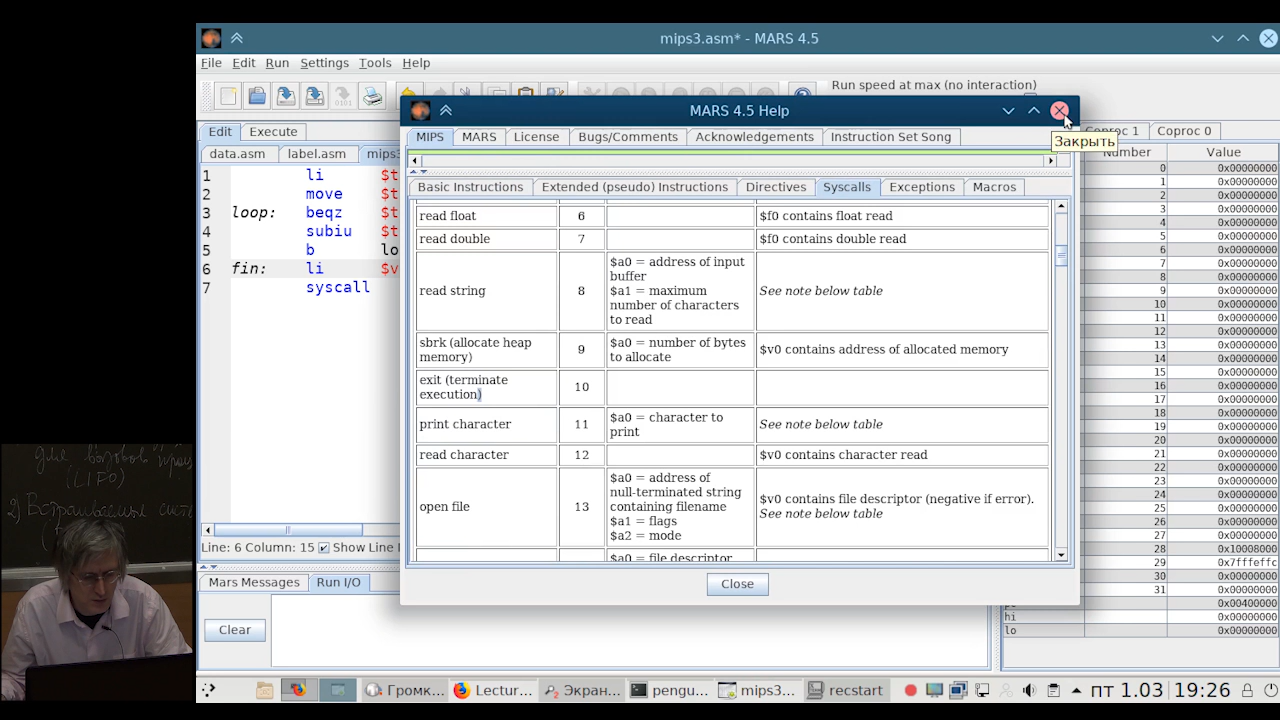 mips3.asm* - MARS 4.5
File Edit Run Settings Tools Help
Run speed at max (no interaction)
MARS 4.5 Help
Закрыть
MIPS MARS License Bugs/Comments Acknowledgements Instruction Set Song
Basic Instructions Extended (pseudo) Instructions Directives Syscalls Exceptions Macros
read float 6 $f0 contains float read
read double 7 $f0 contains double read
read string 8 $a0 = address of input buffer $a1 = maximum number of characters to read See note below table
sbrk (allocate heap memory) 9 $a0 = number of bytes to allocate $v0 contains address of allocated memory
exit (terminate execution) 10
print character 11 $a0 = character to print See note below table
read character 12 $v0 contains character read
open file 13 $a0 = address of null-terminated string containing filename $a1 = flags $a2 = mode $v0 contains file descriptor (negative if error). See note below table
$a0 = file descriptor
Close
Edit Execute
data.asm label.asm mips3
1 li $t
2 move $t
3 loop: beqz $t
4 subiu $t
5 b lo
6 fin: li $v
7 syscall
Line: 6 Column: 15 Show Line
Mars Messages Run I/O
Clear
Coproc 1 Coproc 0
Number Value
0 0x00000000
1 0x00000000
2 0x00000000
3 0x00000000
4 0x00000000
5 0x00000000
6 0x00000000
7 0x00000000
8 0x00000000
9 0x00000000
10 0x00000000
11 0x00000000
12 0x00000000
13 0x00000000
14 0x00000000
15 0x00000000
16 0x00000000
17 0x00000000
18 0x00000000
19 0x00000000
20 0x00000000
21 0x00000000
22 0x00000000
23 0x00000000
24 0x00000000
25 0x00000000
26 0x00000000
27 0x00000000
28 0x10008000
29 0x7fffeffc
30 0x00000000
31 0x00000000
pc 0x00400000
hi 0x00000000
lo 0x00000000
для вызовов
(LIFO)
2) Встраиваемые
Громк... Lectur... Экран... pengu... mips3... recstart ПТ 1.03 19:26